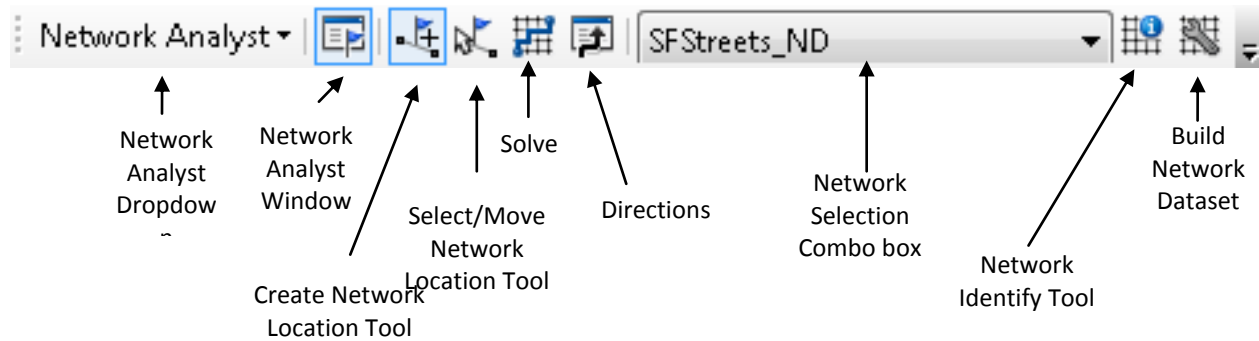 Network Analyst
SFStreets_ND
Network
Analyst
Dropdow
Network
Analyst
Window
Create Network
Location Tool
Select/Move
Network
Location Tool
Solve
Directions
Network
Selection
Combo box
Network
Identify Tool
Build
Network
Dataset